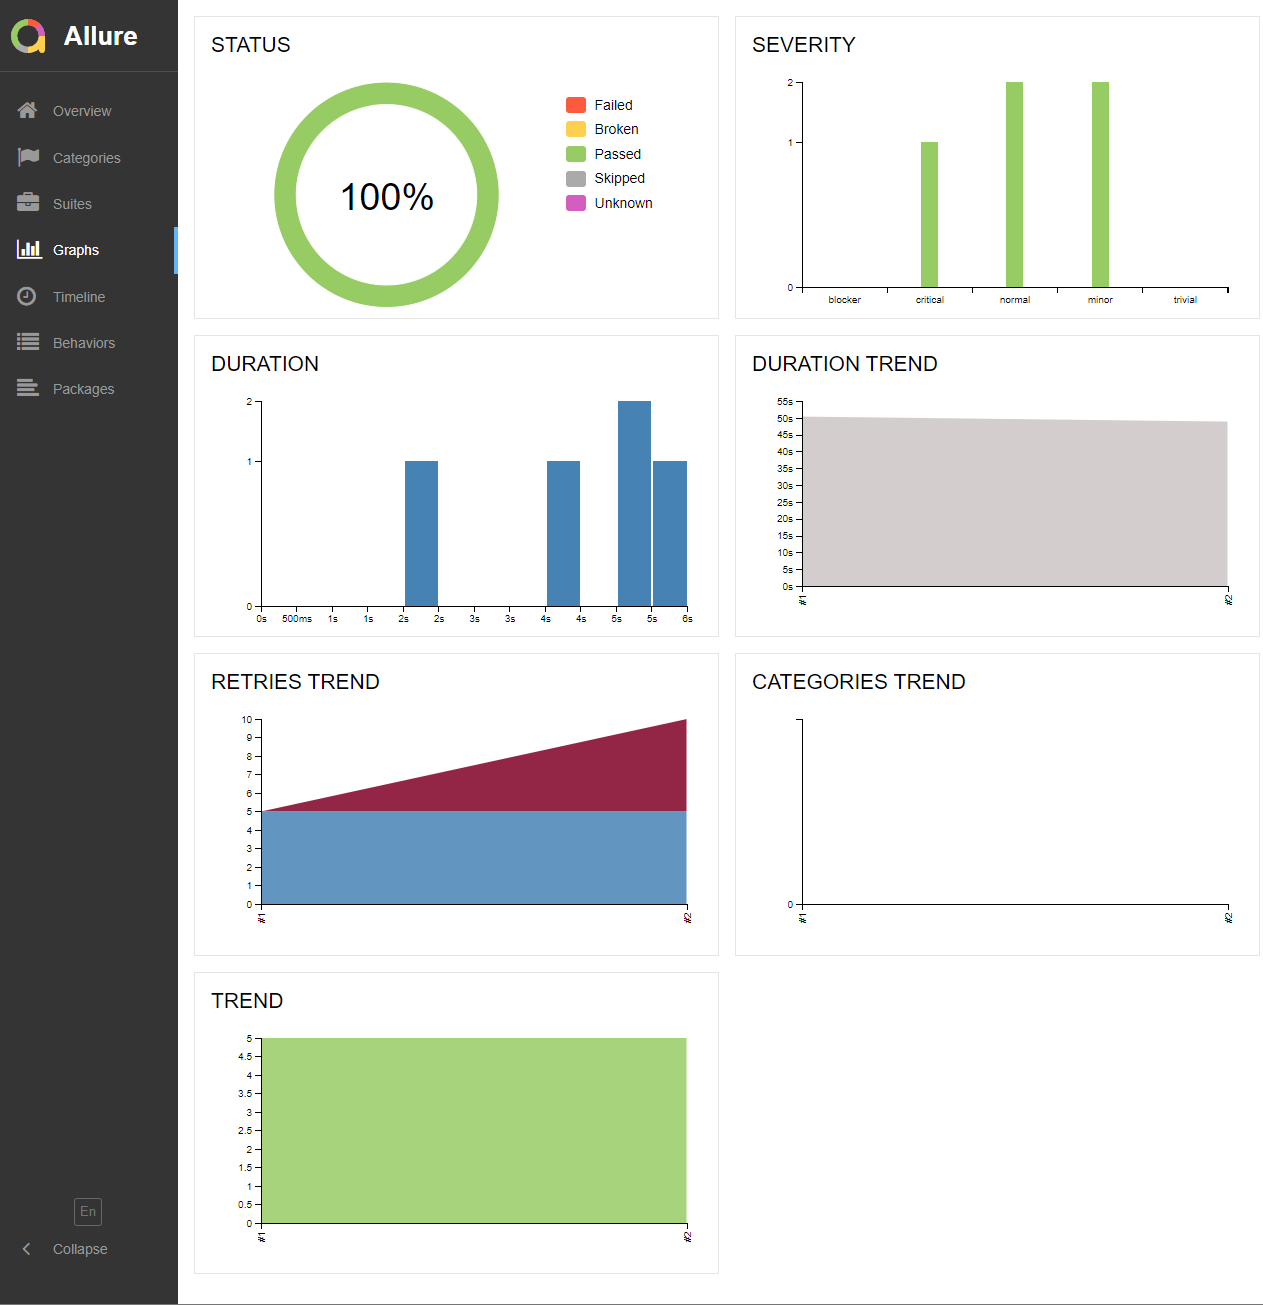 Allure
Overview
Categories
Suites
Graphs
Timeline
Behaviors
Packages
En
Collapse
STATUS
100%
Failed
Broken
Passed
Skipped
Unknown
SEVERITY
2
1
0
blocker critical normal minor trivial
DURATION
2
1
0
0s 500ms 1s 1s 2s 2s 3s 3s 4s 4s 5s 5s 6s
DURATION TREND
55s
50s
45s
40s
35s
30s
25s
20s
15s
10s
5s
0s
#1 #2
RETRIES TREND
10
9
8
7
6
5
4
3
2
1
0
#1 #2
CATEGORIES TREND
0
#1 #2
TREND
5
4.5
4
3.5
3
2.5
2
1.5
1
0.5
0
#1 #2